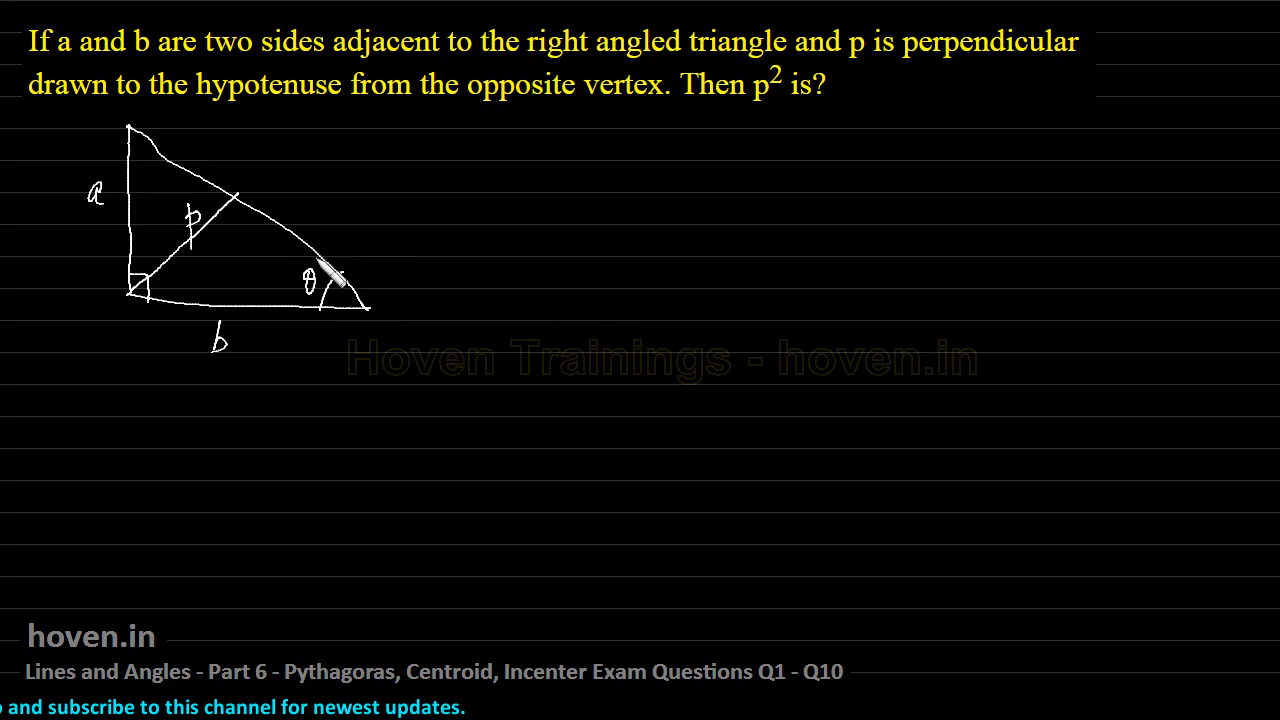 If a and b are two sides adjacent to the right angled triangle and p is perpendicular
drawn to the hypotenuse from the opposite vertex. Then p² is?
a
p
θ
b
Hoven Trainings - hoven.in
hoven.in
Lines and Angles - Part 6 - Pythagoras, Centroid, Incenter Exam Questions Q1 - Q10
and subscribe to this channel for newest updates.